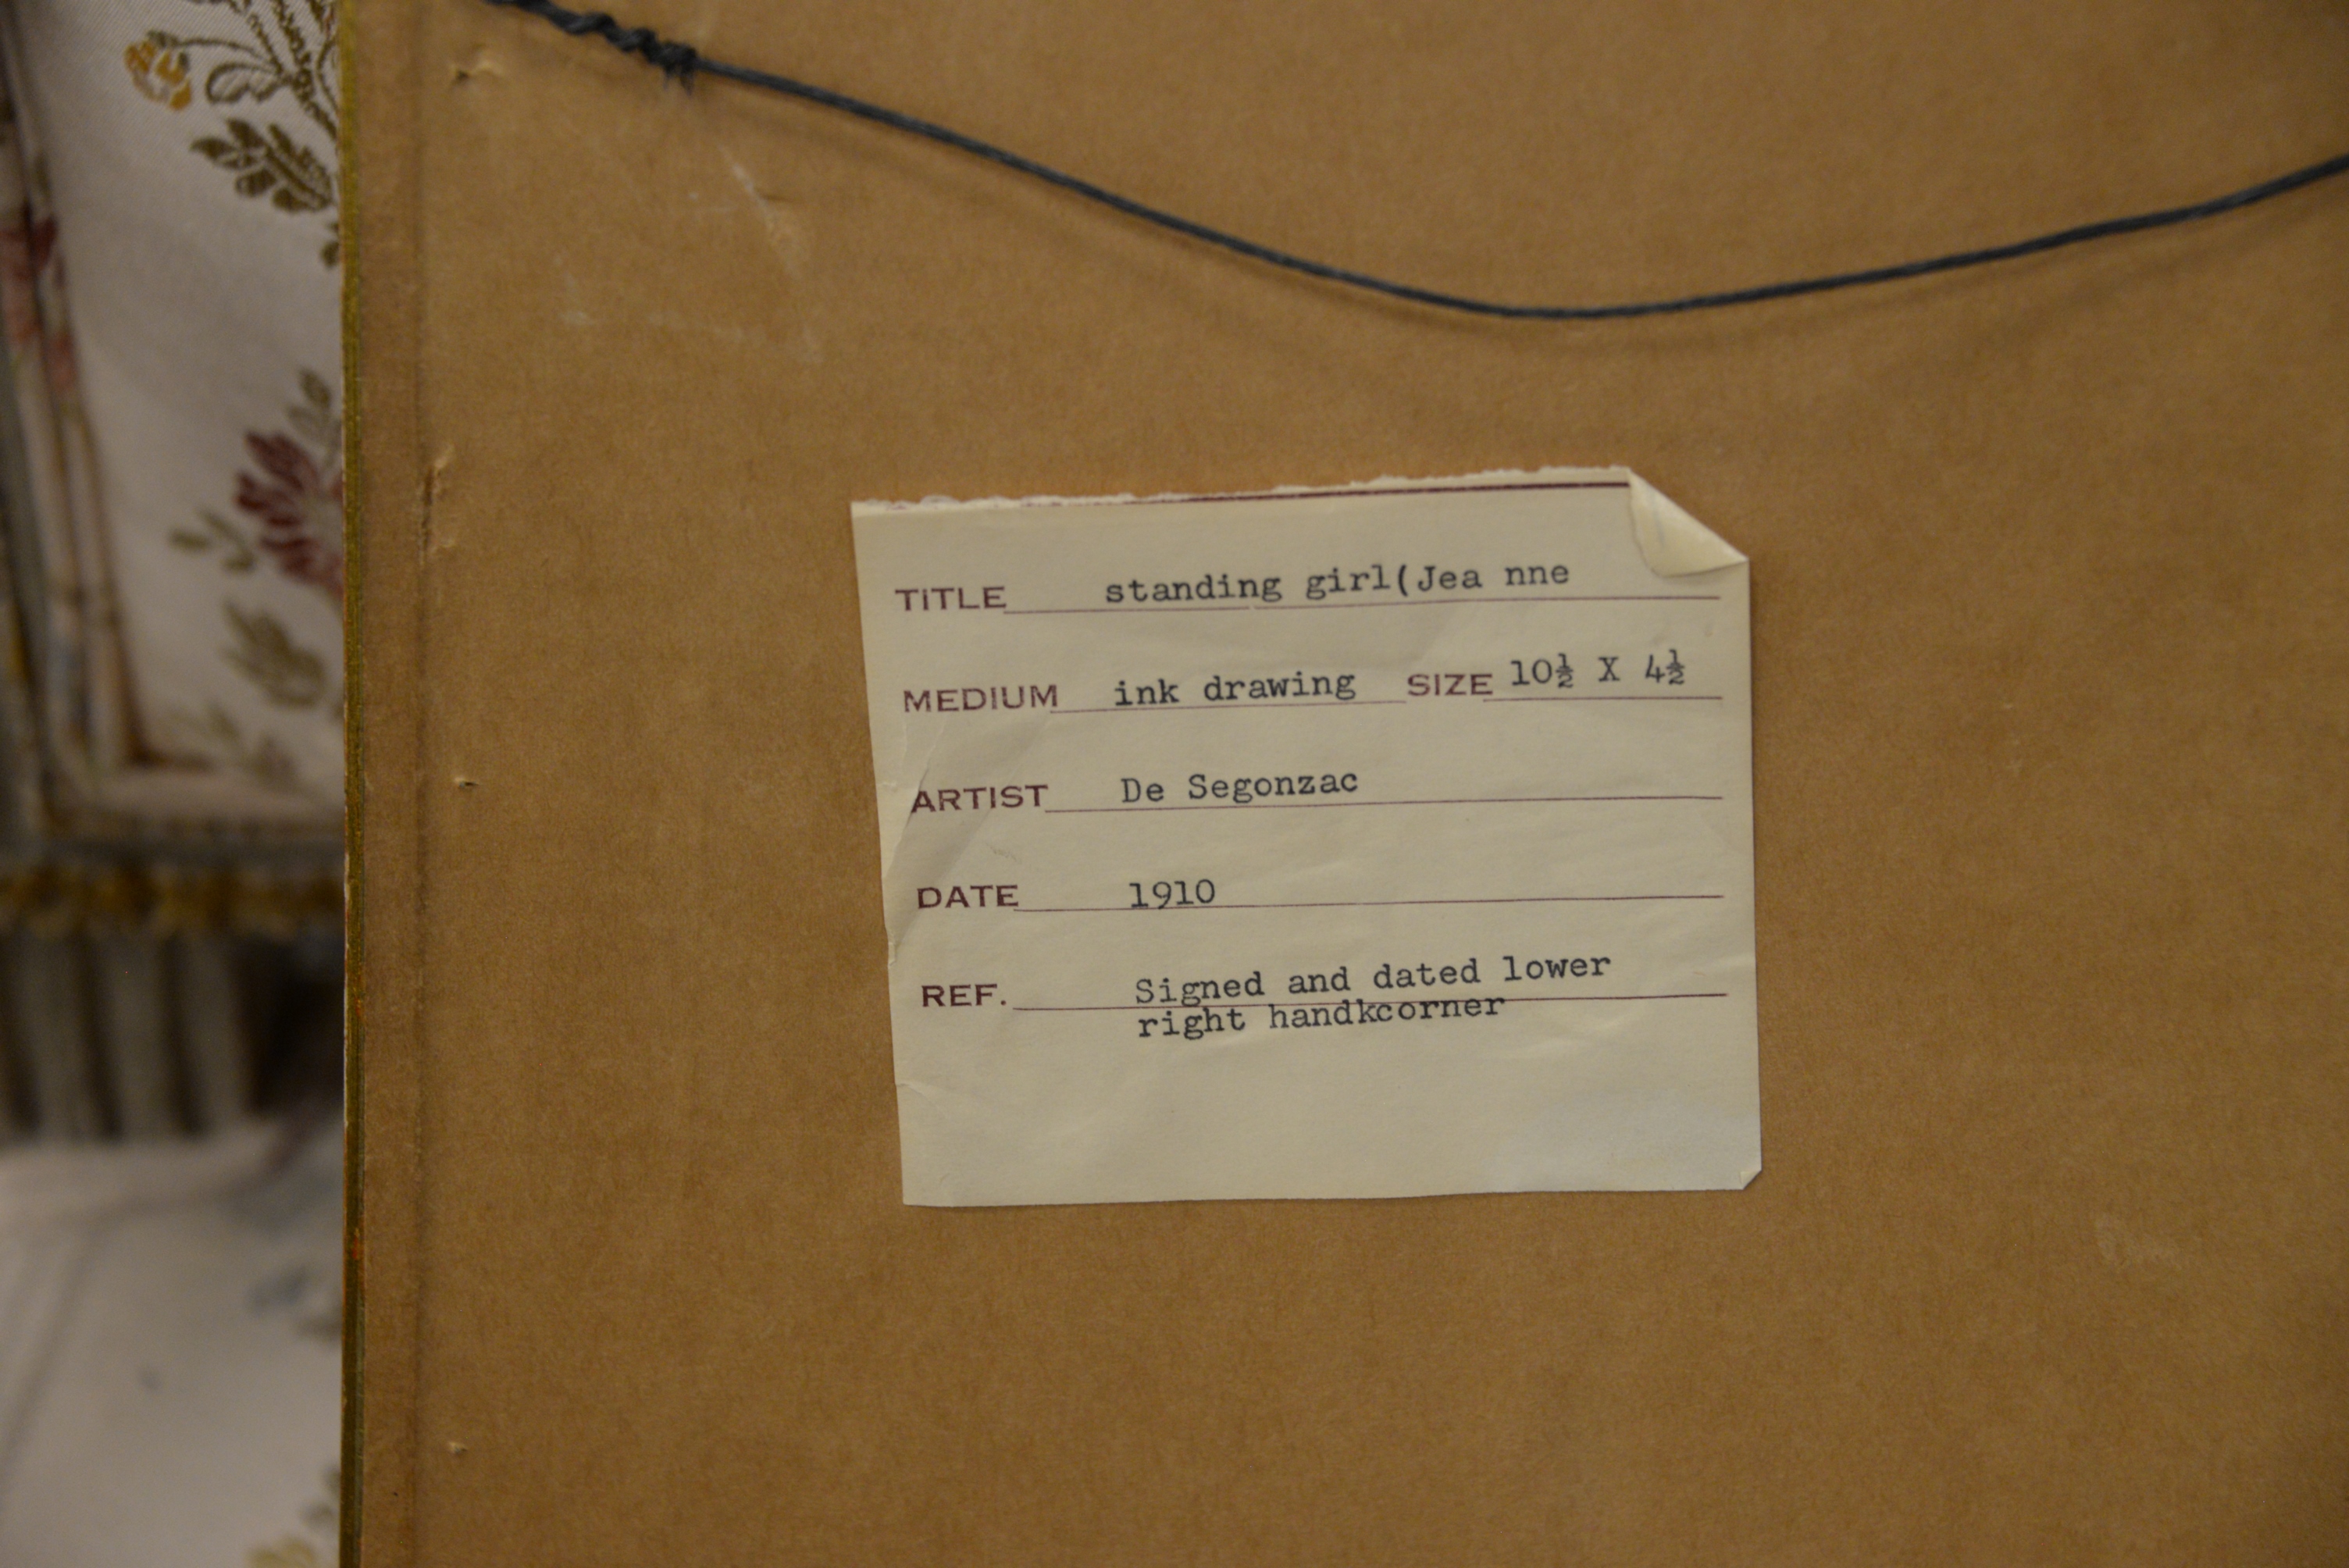 TITLE standing girl(Jea nne
MEDIUM ink drawing SIZE 10½ X 4½
ARTIST De Segonzac
DATE 1910
REF. Signed and dated lower
right handkcorner